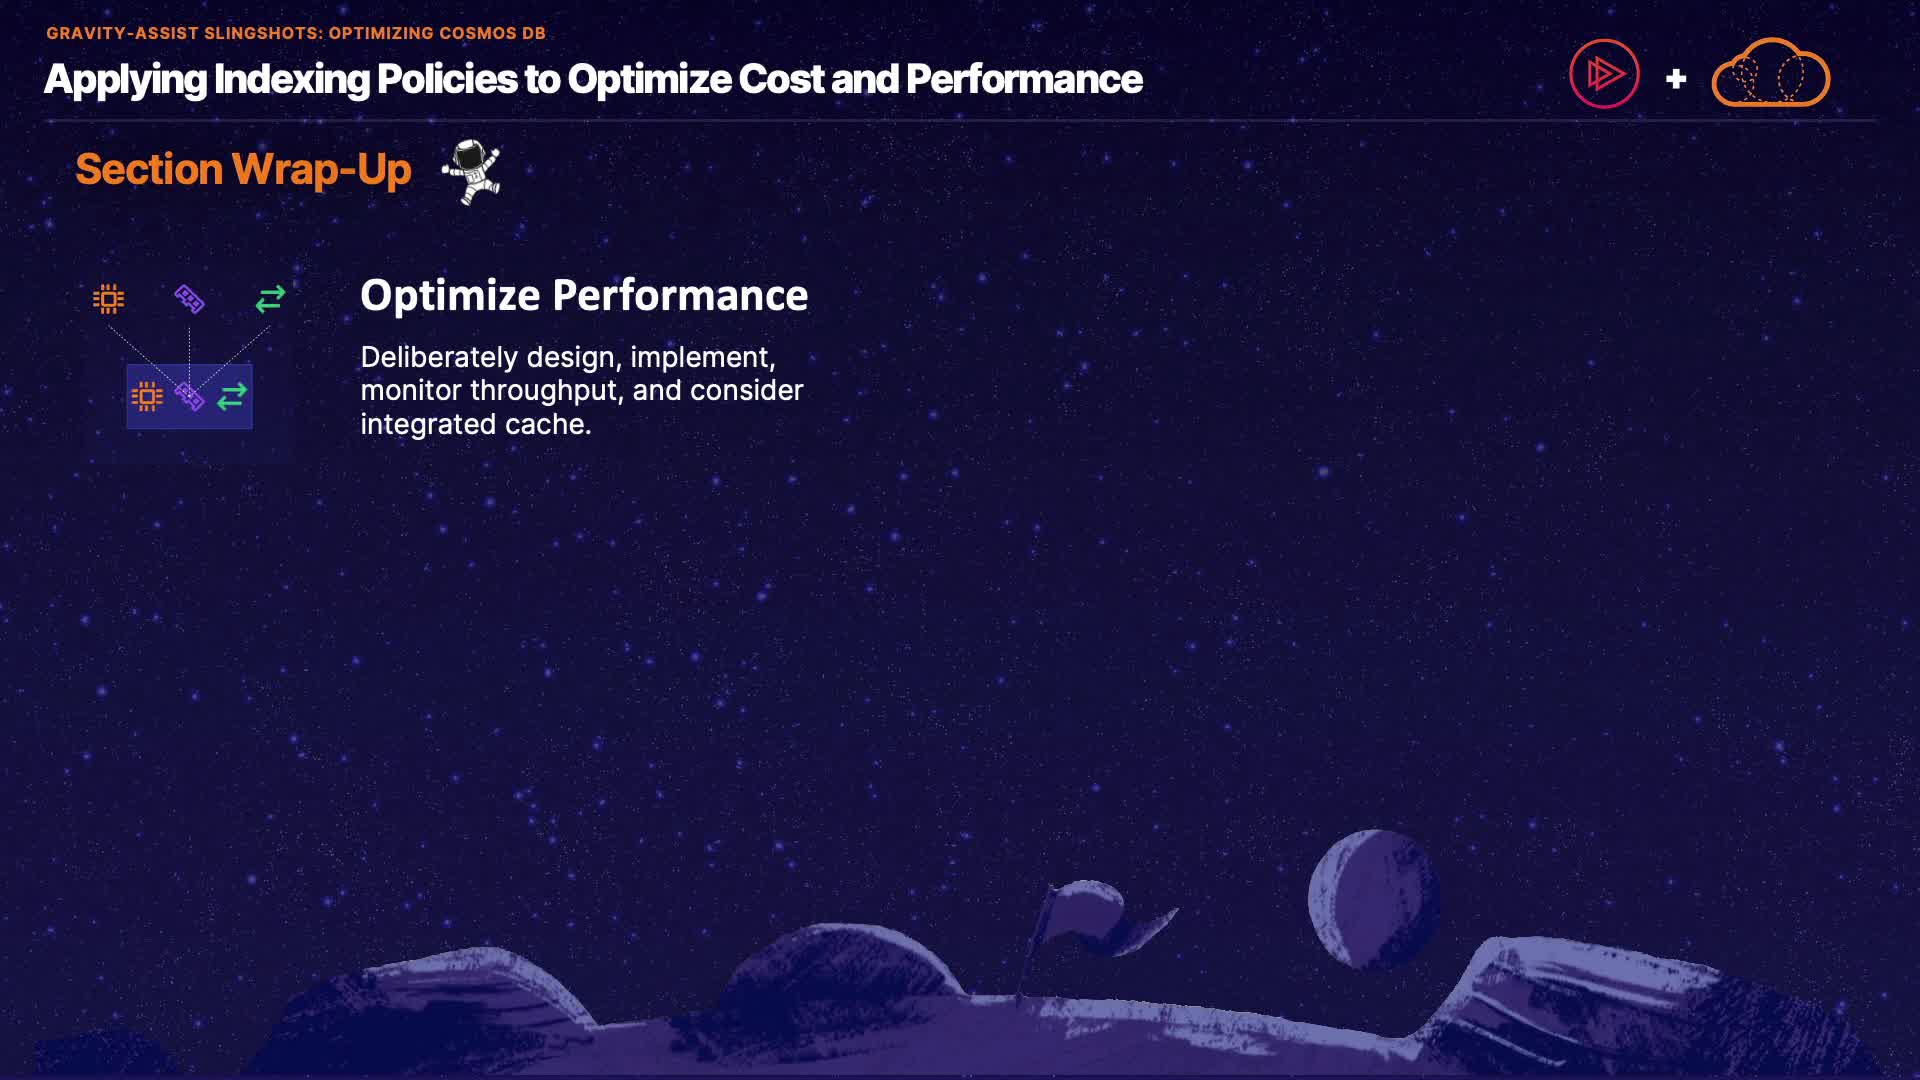 GRAVITY-ASSIST SLINGSHOTS: OPTIMIZING COSMOS DB
Applying Indexing Policies to Optimize Cost and Performance
+
Section Wrap-Up
Optimize Performance
Deliberately design, implement,
monitor throughput, and consider
integrated cache.